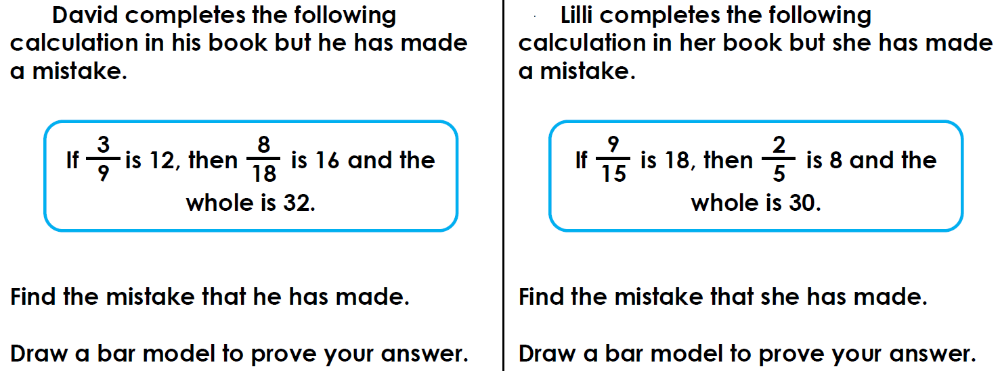 David completes the following
calculation in his book but he has made
a mistake.
If 3/9 is 12, then 8/18 is 16 and the
whole is 32.
Find the mistake that he has made.
Draw a bar model to prove your answer.
Lilli completes the following
calculation in her book but she has made
a mistake.
If 9/15 is 18, then 2/5 is 8 and the
whole is 30.
Find the mistake that she has made.
Draw a bar model to prove your answer.